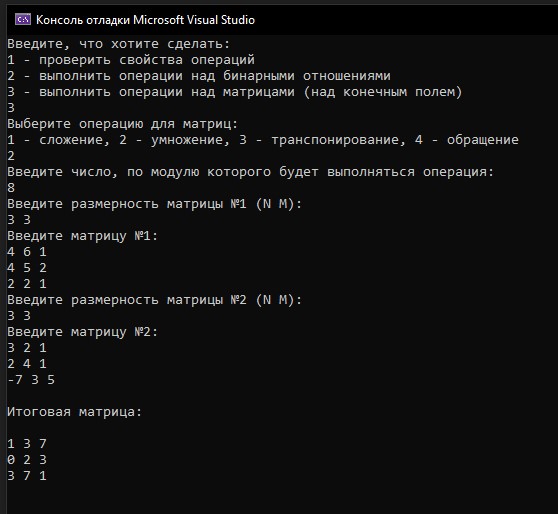 Консоль отладки Microsoft Visual Studio
Введите, что хотите сделать:
1 - проверить свойства операций
2 - выполнить операции над бинарными отношениями
3 - выполнить операции над матрицами (над конечным полем)
3
Выберите операцию для матриц:
1 - сложение, 2 - умножение, 3 - транспонирование, 4 - обращение
2
Введите число, по модулю которого будет выполняться операция:
8
Введите размерность матрицы №1 (N M):
3 3
Введите матрицу №1:
4 6 1
4 5 2
2 2 1
Введите размерность матрицы №2 (N M):
3 3
Введите матрицу №2:
3 2 1
2 4 1
-7 3 5
Итоговая матрица:
1 3 7
0 2 3
3 7 1